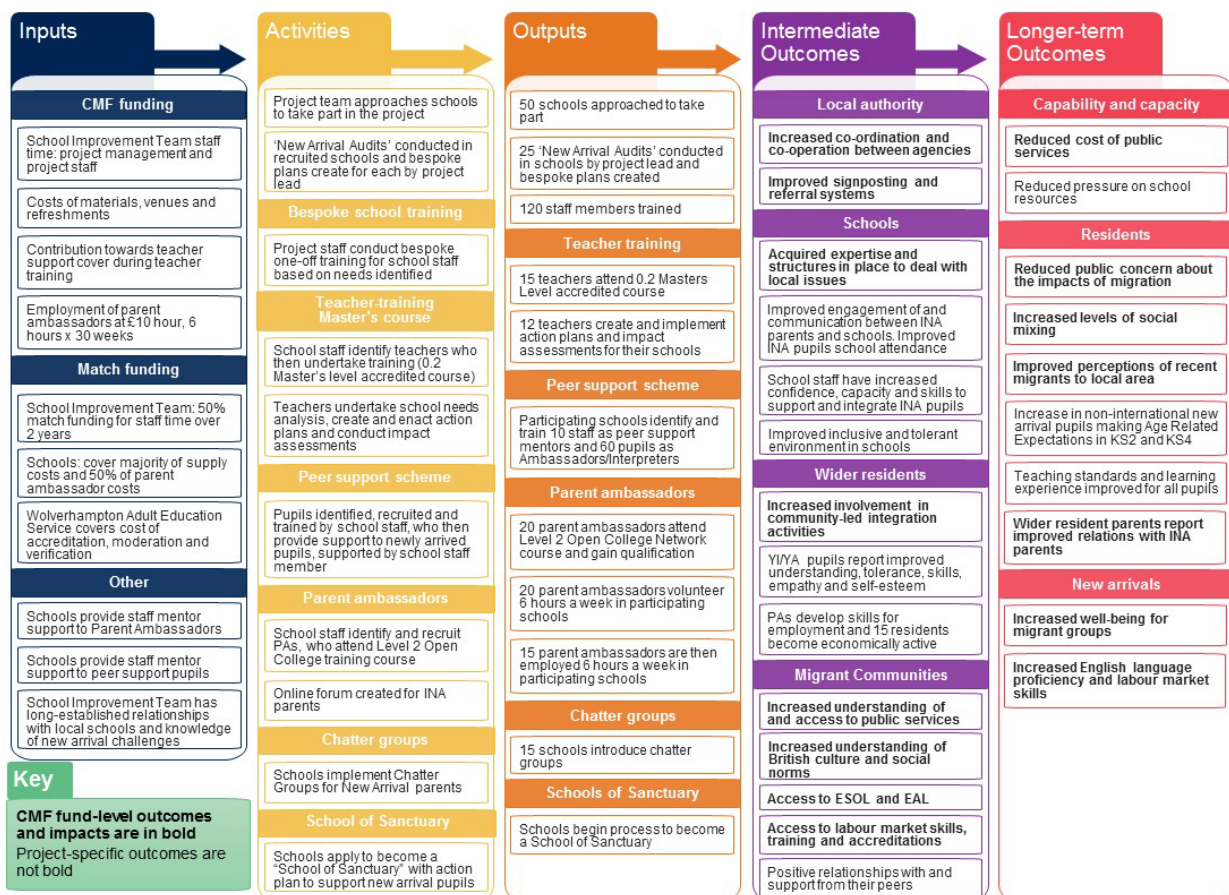 Inputs
CMF funding
School Improvement Team staff
time: project management and
project staff
Costs of materials, venues and
refreshments
Contribution towards teacher
support cover during teacher
training
Employment of parent
ambassadors at £10 hour, 6
hours x 30 weeks
Match funding
School Improvement Team: 50%
match funding for staff time over
2 years
Schools: cover majority of supply
costs and 50% of parent
ambassador costs
Wolverhampton Adult Education
Service covers cost of
accreditation, moderation and
verification
Other
Schools provide staff mentor
support to Parent Ambassadors
Schools provide staff mentor
support to peer support pupils
School Improvement Team has
long-established relationships
with local schools and knowledge
of new arrival challenges
Key
CMF fund-level outcomes
and impacts are in bold
Project-specific outcomes are
not bold
Activities
Project team approaches schools
to take part in the project
‘New Arrival Audits’ conducted in
recruited schools and bespoke
plans create for each by project
lead
Bespoke school training
Project staff conduct bespoke
one-off training for school staff
based on needs identified
Teacher-training
Master’s course
School staff identify teachers who
then undertake training (0.2
Master’s level accredited course)
Teachers undertake school needs
analysis, create and enact action
plans and conduct impact
assessments
Peer support scheme
Pupils identified, recruited and
trained by school staff, who then
provide support to newly arrived
pupils, supported by school staff
member
Parent ambassadors
School staff identify and recruit
PAs, who attend Level 2 Open
College training course
Online forum created for INA
parents
Chatter groups
Schools implement Chatter
Groups for New Arrival parents
School of Sanctuary
Schools apply to become a
“School of Sanctuary” with action
plan to support new arrival pupils
Outputs
50 schools approached to take
part
25 ‘New Arrival Audits’ conducted
in schools by project lead and
bespoke plans created
120 staff members trained
Teacher training
15 teachers attend 0.2 Masters
Level accredited course
12 teachers create and implement
action plans and impact
assessments for their schools
Peer support scheme
Participating schools identify and
train 10 staff as peer support
mentors and 60 pupils as
Ambassadors/Interpreters
Parent ambassadors
20 parent ambassadors attend
Level 2 Open College Network
course and gain qualification
20 parent ambassadors volunteer
6 hours a week in participating
schools
15 parent ambassadors are then
employed 6 hours a week in
participating schools
Chatter groups
15 schools introduce chatter
groups
Schools of Sanctuary
Schools begin process to become
a School of Sanctuary
Intermediate
Outcomes
Local authority
Increased co-ordination and
co-operation between agencies
Improved signposting and
referral systems
Schools
Acquired expertise and
structures in place to deal with
local issues
Improved engagement of and
communication between INA
parents and schools. Improved
INA pupils school attendance
School staff have increased
confidence, capacity and skills to
support and integrate INA pupils
Improved inclusive and tolerant
environment in schools
Wider residents
Increased involvement in
community-led integration
activities
YI/YA pupils report improved
understanding, tolerance, skills,
empathy and self-esteem
PAs develop skills for
employment and 15 residents
become economically active
Migrant Communities
Increased understanding of
and access to public services
Increased understanding of
British culture and social
norms
Access to ESOL and EAL
Access to labour market skills,
training and accreditations
Positive relationships with and
support from their peers
Longer-term
Outcomes
Capability and capacity
Reduced cost of public
services
Reduced pressure on school
resources
Residents
Reduced public concern about
the impacts of migration
Increased levels of social
mixing
Improved perceptions of recent
migrants to local area
Increase in non-international new
arrival pupils making Age Related
Expectations in KS2 and KS4
Teaching standards and learning
experience improved for all pupils
Wider resident parents report
improved relations with INA
parents
New arrivals
Increased well-being for
migrant groups
Increased English language
proficiency and labour market
skills